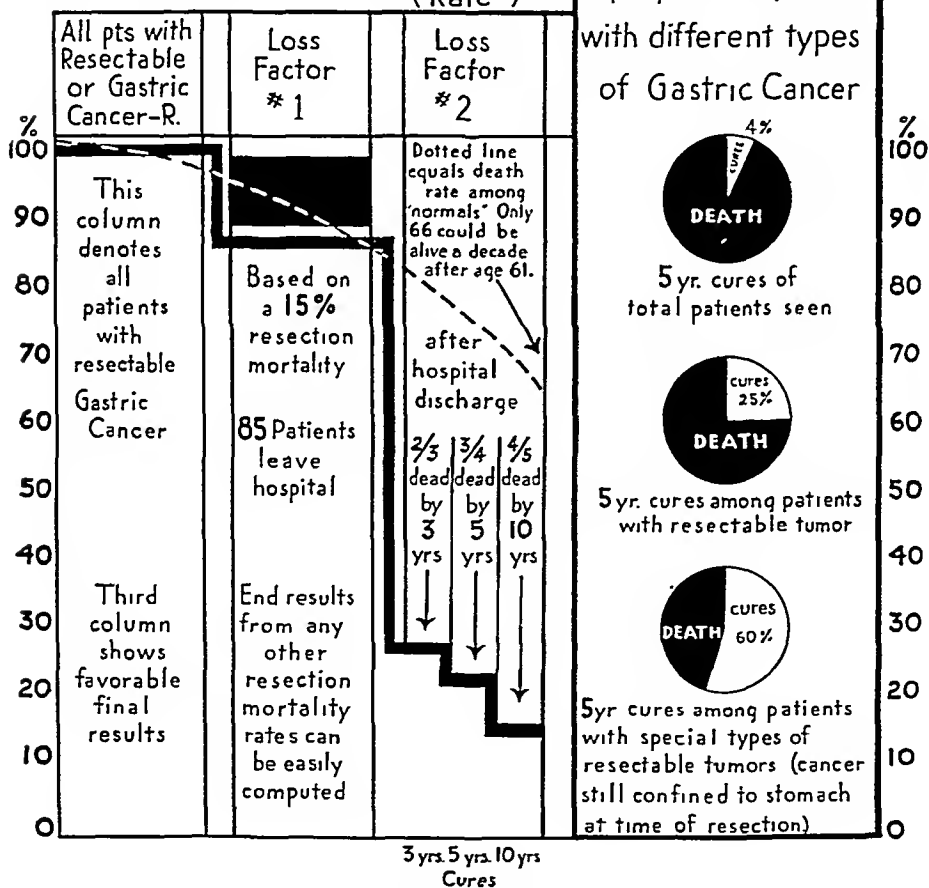 (Rate)
All pts with
Resectable
or Gastric
Cancer-R.
Loss
Factor
#1
Loss
Factor
#2
with different types
of Gastric Cancer
%
100
90
80
70
60
50
40
30
20
10
0
This
column
denotes
all
patients
with
resectable
Gastric
Cancer
Third
column
shows
favorable
final
results
Based on
a 15%
resection
mortality
85 Patients
leave
hospital
End results
from any
other
resection
mortality
rates can
be easily
computed
Dotted line
equals death
rate among
"normals" Only
66 could be
alive a decade
after age 61.
after
hospital
discharge
2/3
dead
by
3
yrs
3/4
dead
by
5
yrs
4/5
dead
by
10
yrs
3 yrs. 5 yrs. 10 yrs
Cures
4%
CURES
DEATH
5 yr. cures of
total patients seen
cures
25%
DEATH
5 yr. cures among patients
with resectable tumor
cures
60%
DEATH
5yr cures among patients
with special types of
resectable tumors (cancer
still confined to stomach
at time of resection)
%
100
90
80
70
60
50
40
30
20
10
0